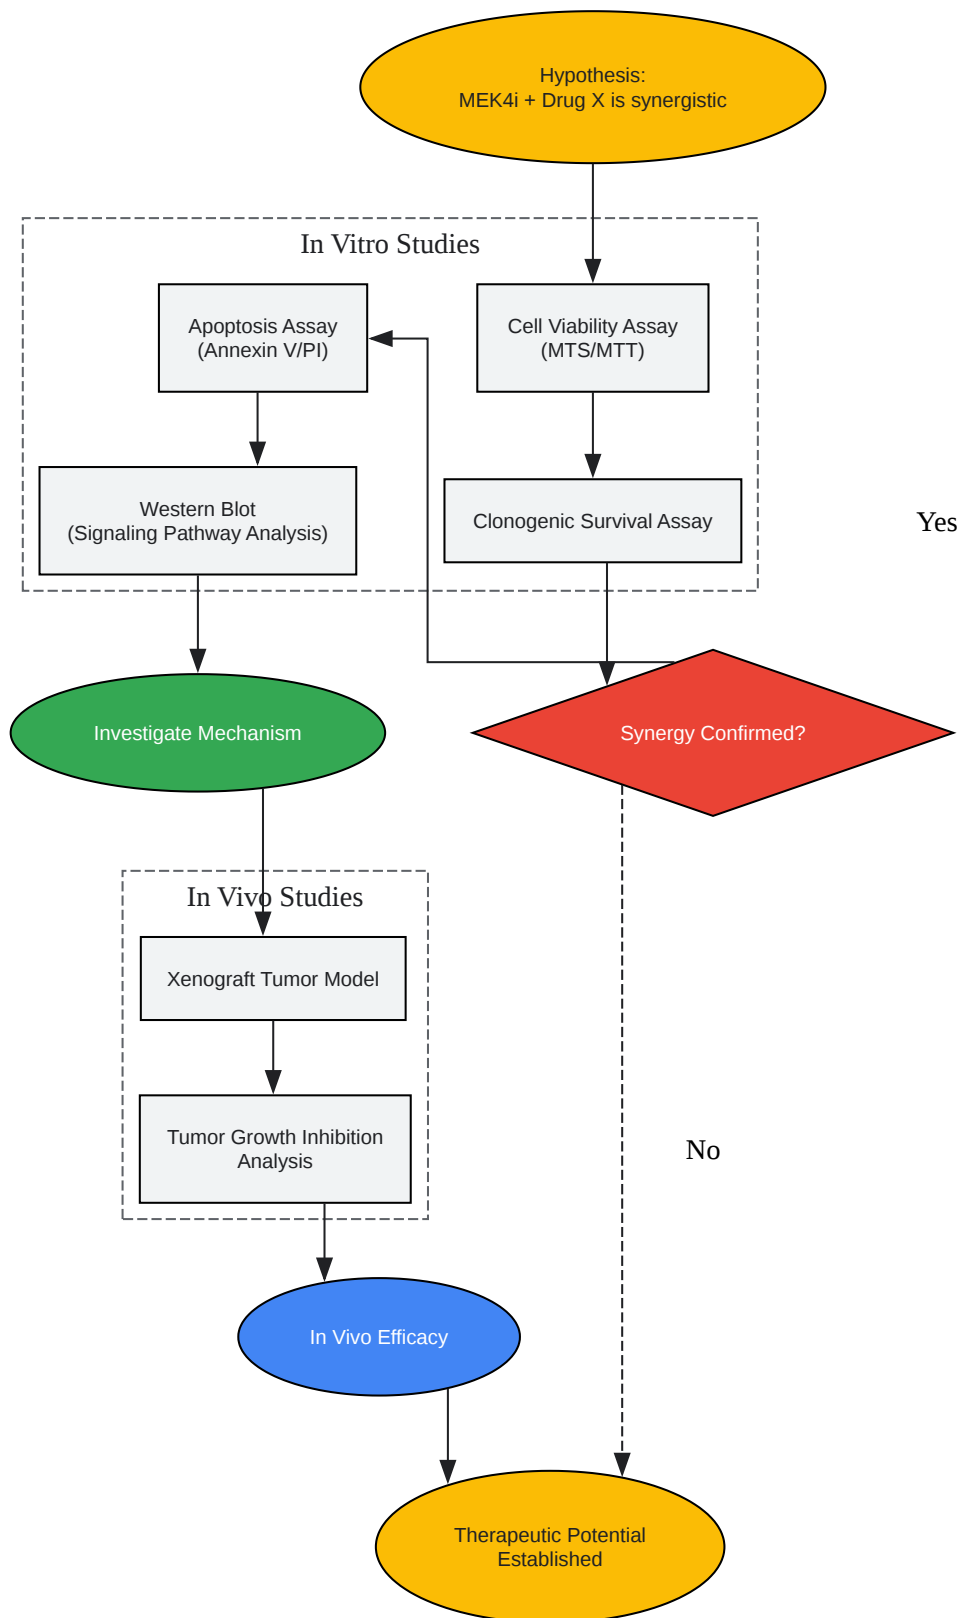 Hypothesis:
MEK4i + Drug X is synergistic
In Vitro Studies
Apoptosis Assay
(Annexin V/PI)
Cell Viability Assay
(MTS/MTT)
Western Blot
(Signaling Pathway Analysis)
Clonogenic Survival Assay
Yes
Investigate Mechanism
Synergy Confirmed?
In Vivo Studies
Xenograft Tumor Model
Tumor Growth Inhibition
Analysis
No
In Vivo Efficacy
Therapeutic Potential
Established